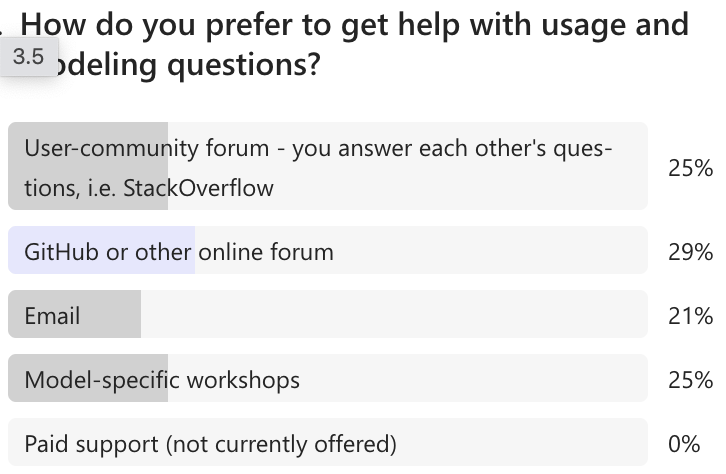 . How do you prefer to get help with usage and
3.5
odeling questions?
User-community forum - you answer each other's ques-
tions, i.e. StackOverflow
25%
GitHub or other online forum
29%
Email
21%
Model-specific workshops
25%
Paid support (not currently offered)
0%